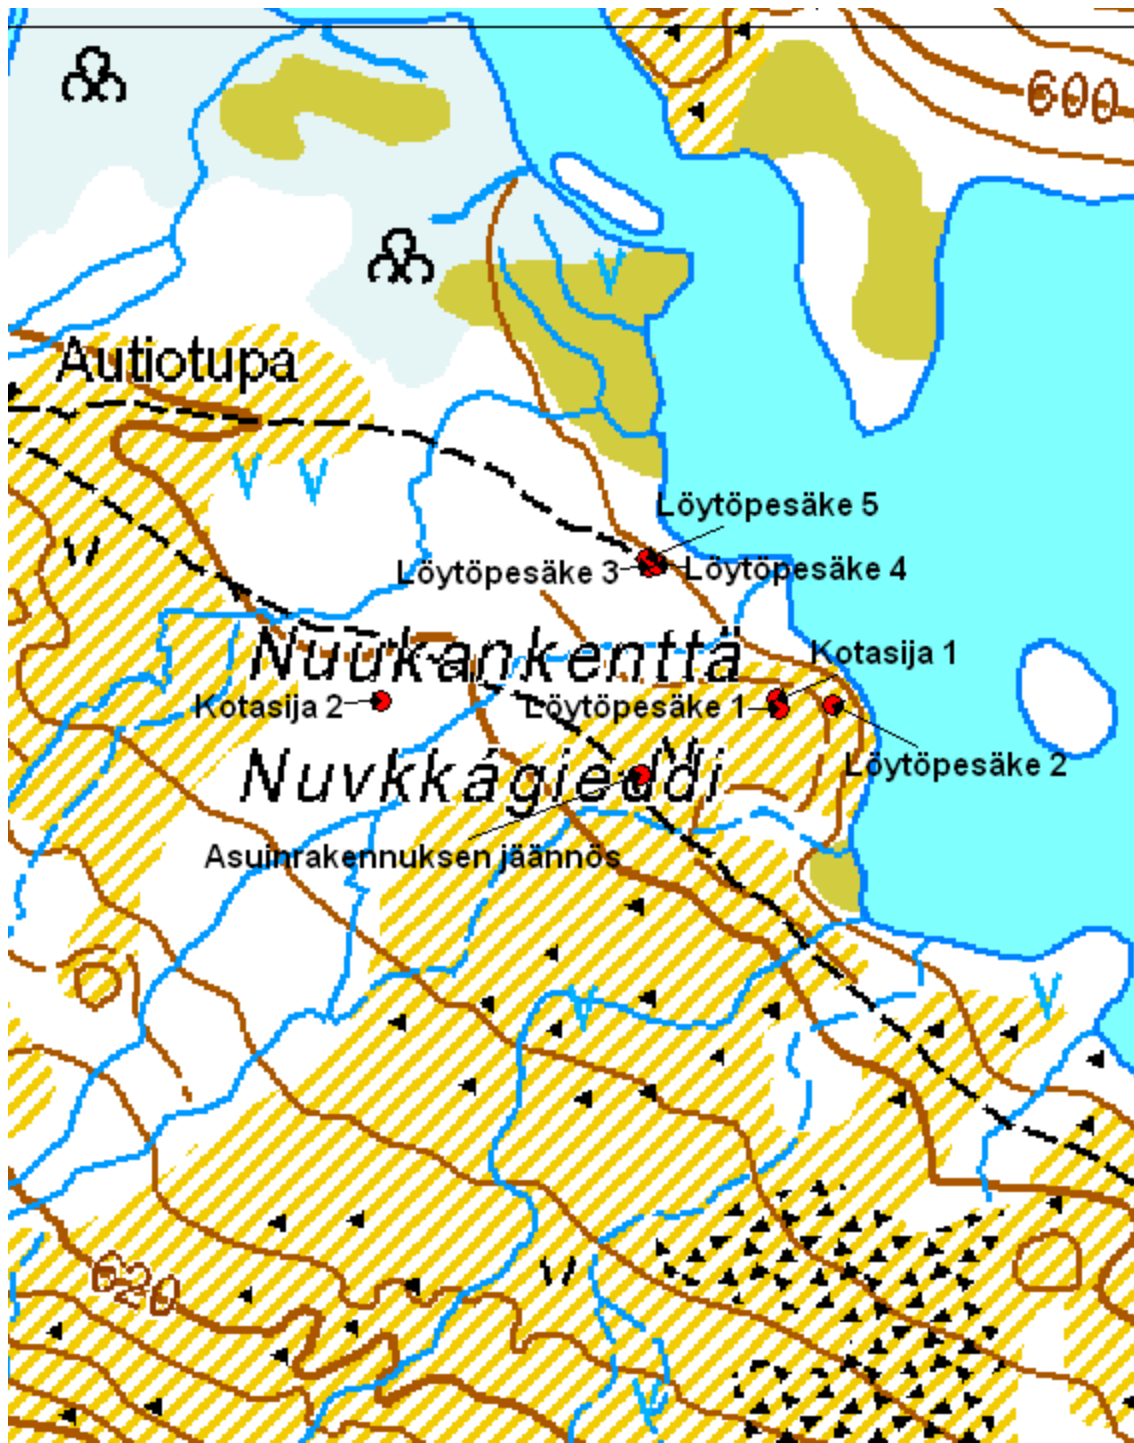 600
Autiotupa
Löytöpesäke 5
Löytöpesäke 3
Löytöpesäke 4
Nuukankenttä
Kotasija 1
Kotasija 2
Löytöpesäke 1
Nuvkkágieddi
Löytöpesäke 2
Asuinrakennuksen jäännös
620